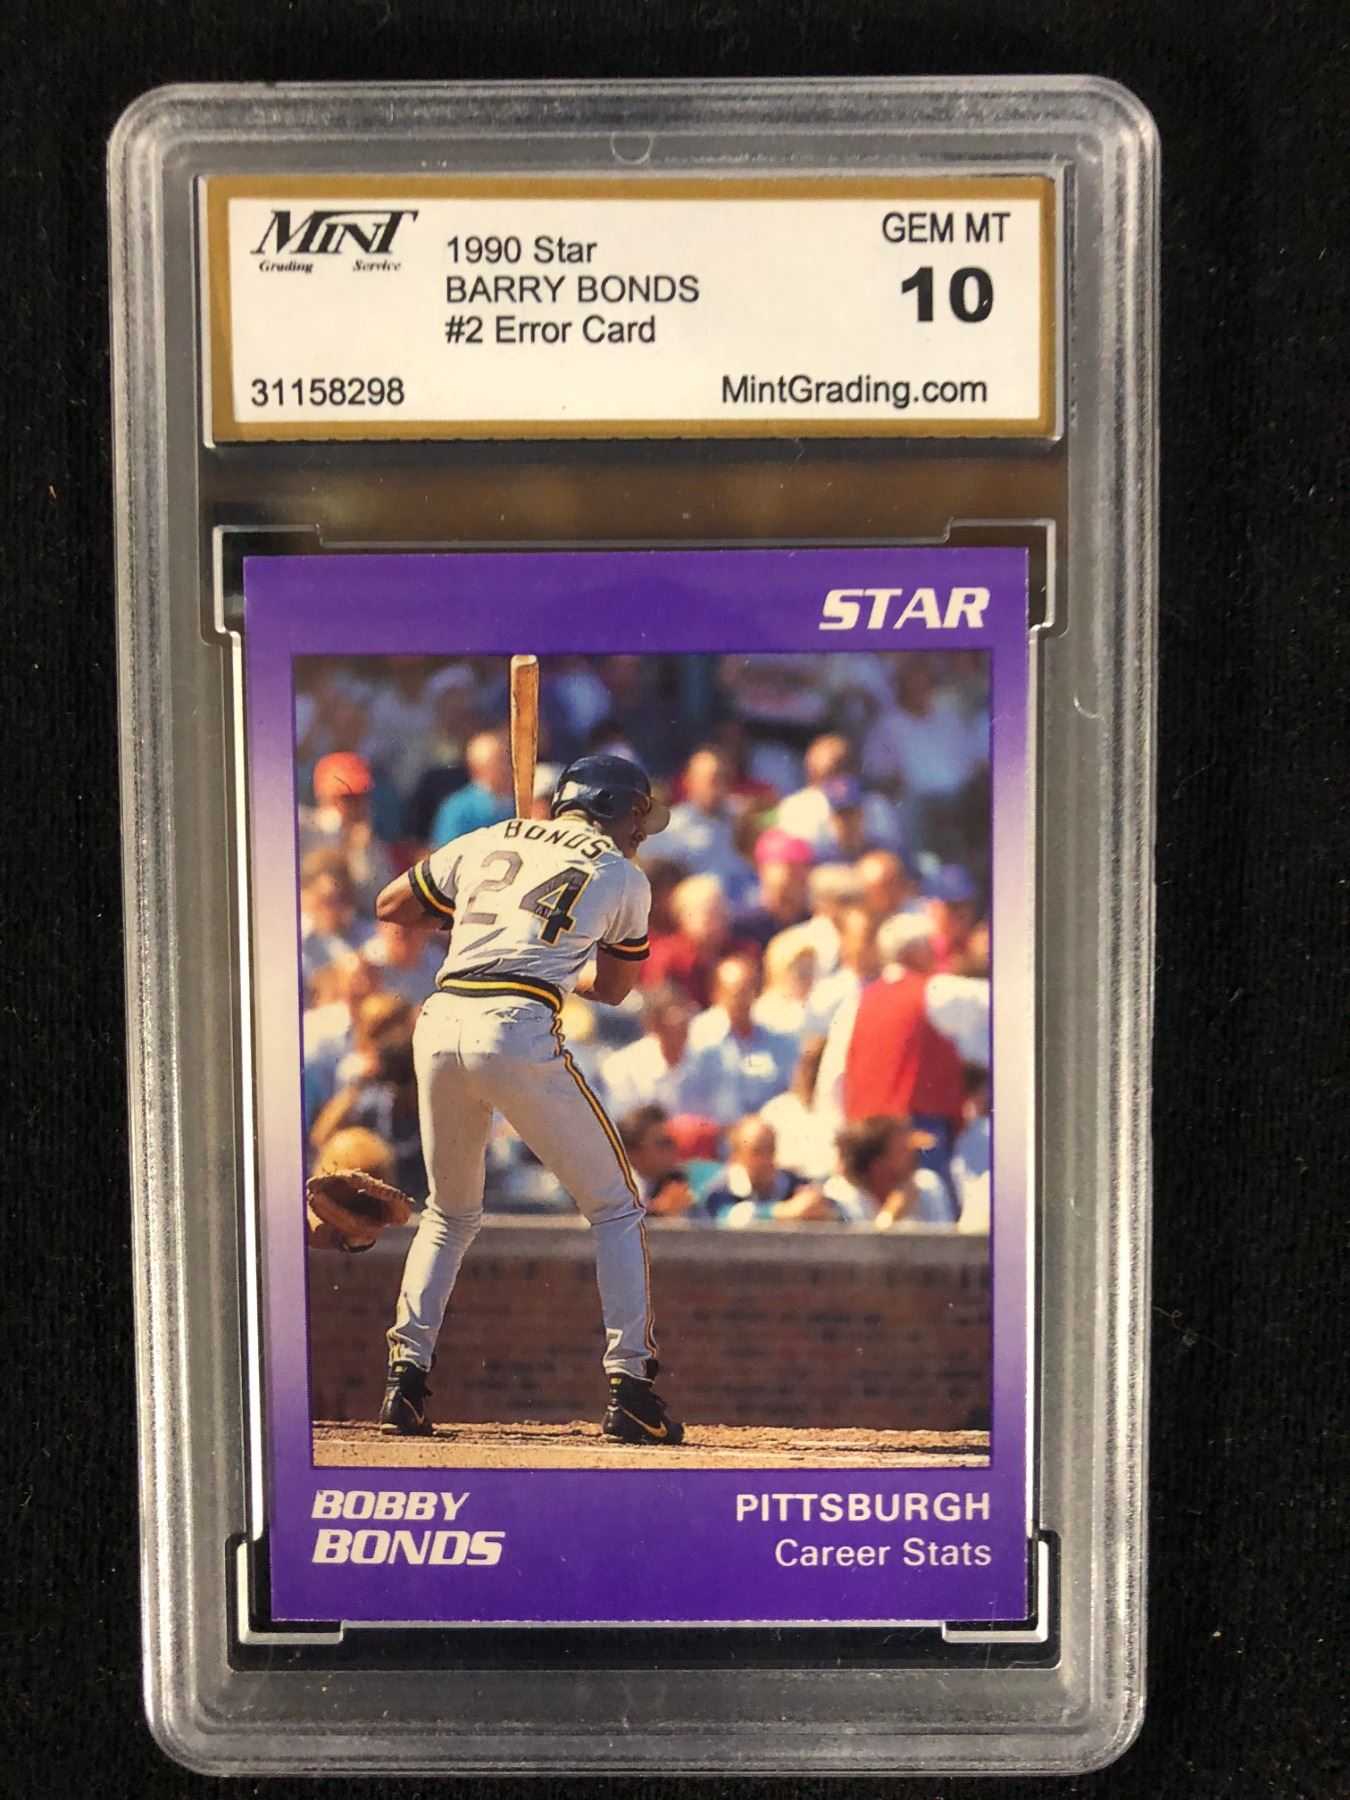 MINT
Grading Service
1990 Star
BARRY BONDS
#2 Error Card
GEM MT
10
31158298
MintGrading.com
STAR
BONDS
24
BOBBY
BONDS
PITTSBURGH
Career Stats